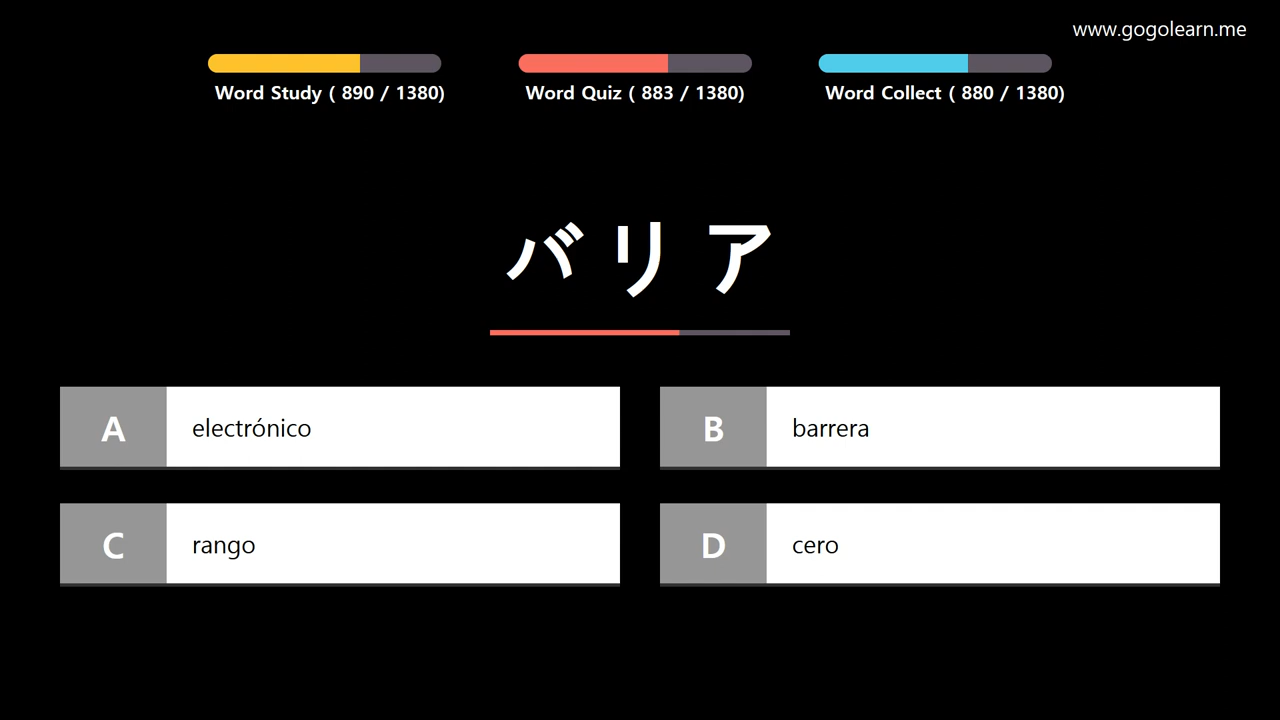 www.gogolearn.me
Word Study ( 890 / 1380)
Word Quiz ( 883 / 1380)
Word Collect ( 880 / 1380)
バリア
A electrónico
B barrera
C rango
D cero